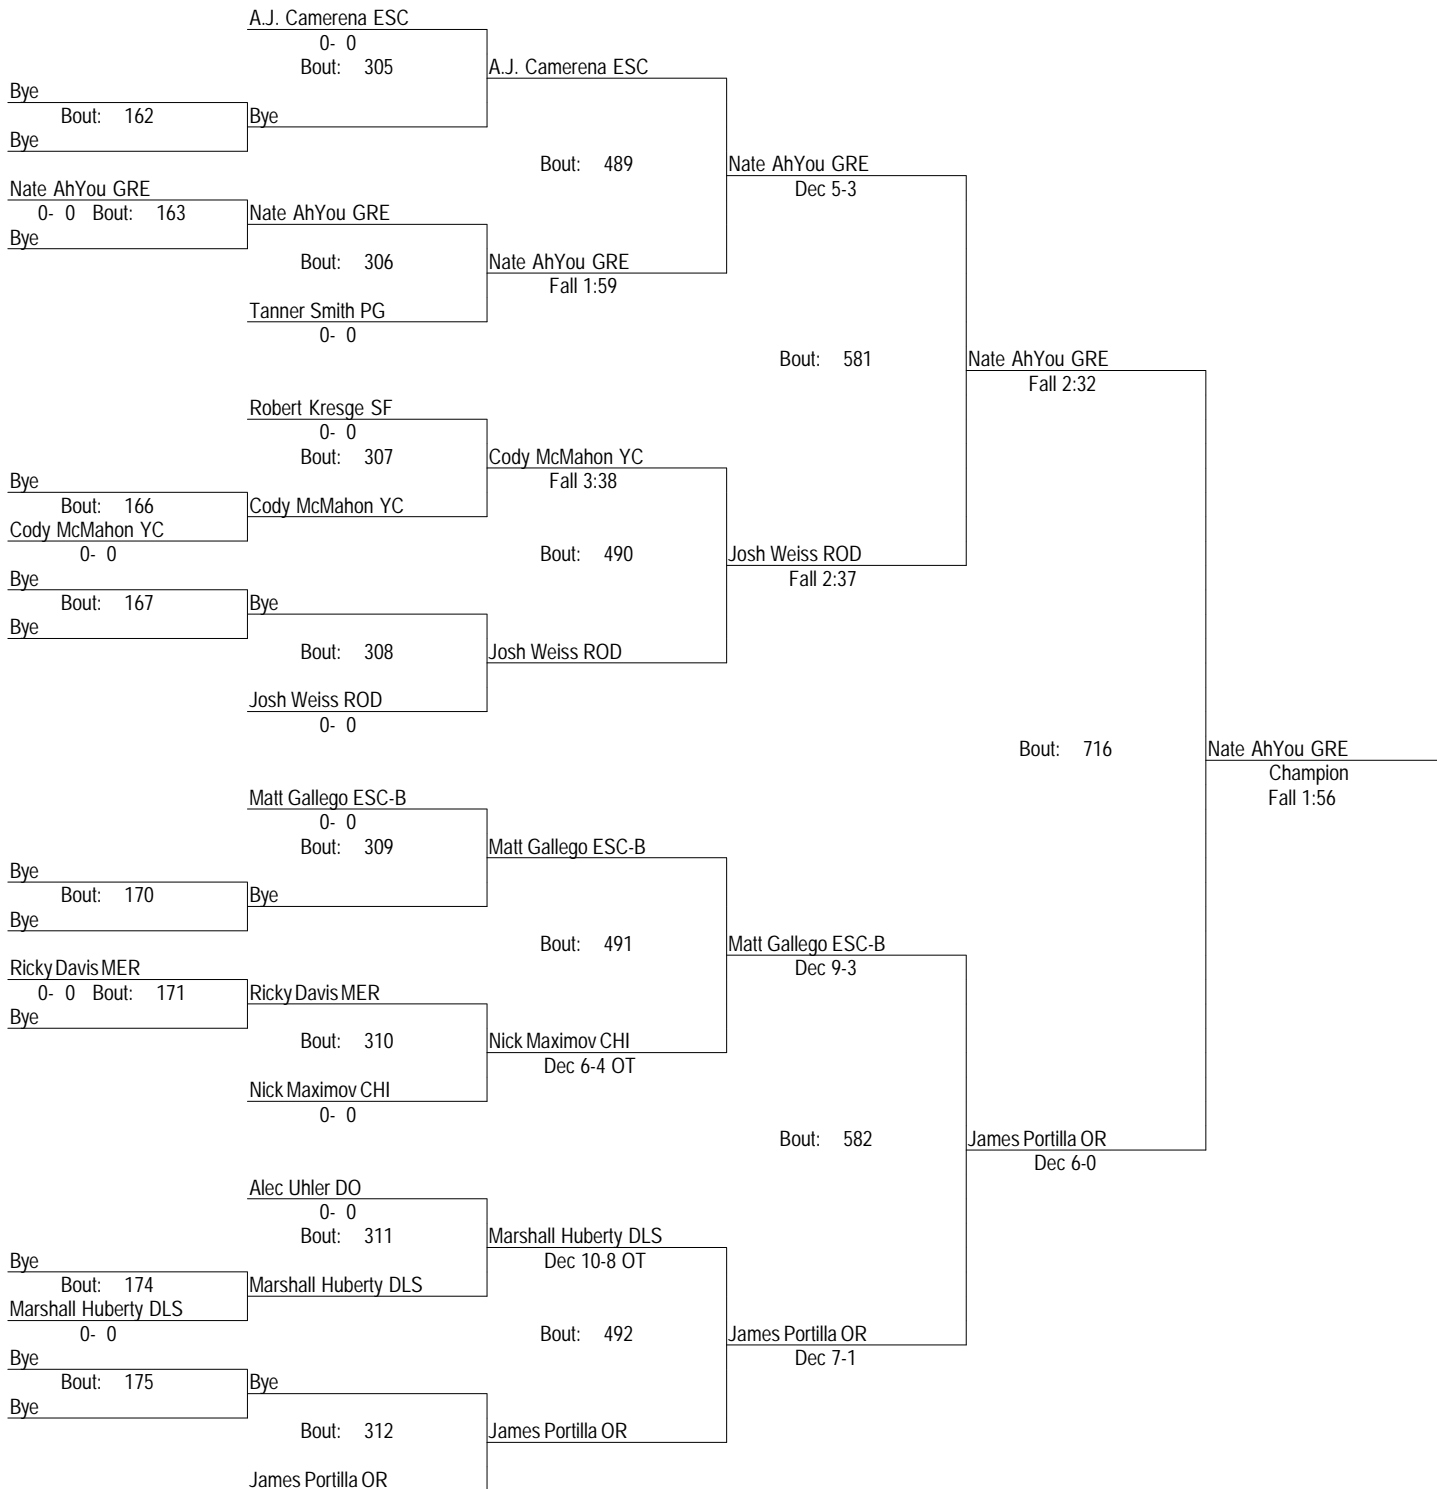 A.J. Camerena ESC
0- 0
Bout: 305
A.J. Camerena ESC
Bye
Bout: 162
Bye
Bye
Bout: 489
Nate AhYou GRE
Dec 5-3
Nate AhYou GRE
0- 0 Bout: 163
Nate AhYou GRE
Bye
Bout: 306
Nate AhYou GRE
Fall 1:59
Tanner Smith PG
0- 0
Bout: 581
Nate AhYou GRE
Fall 2:32
Robert Kresge SF
0- 0
Bout: 307
Cody McMahon YC
Fall 3:38
Bye
Bout: 166
Cody McMahon YC
Cody McMahon YC
0- 0
Bout: 490
Josh Weiss ROD
Fall 2:37
Bye
Bout: 167
Bye
Bye
Bout: 308
Josh Weiss ROD
Josh Weiss ROD
0- 0
Bout: 716
Nate AhYou GRE
Champion
Fall 1:56
Matt Gallego ESC-B
0- 0
Bout: 309
Matt Gallego ESC-B
Bye
Bout: 170
Bye
Bye
Bout: 491
Matt Gallego ESC-B
Dec 9-3
Ricky Davis MER
0- 0 Bout: 171
Ricky Davis MER
Bye
Bout: 310
Nick Maximov CHI
Dec 6-4 OT
Nick Maximov CHI
0- 0
Bout: 582
James Portilla OR
Dec 6-0
Alec Uhler DO
0- 0
Bout: 311
Marshall Huberty DLS
Dec 10-8 OT
Bye
Bout: 174
Marshall Huberty DLS
Marshall Huberty DLS
0- 0
Bout: 492
James Portilla OR
Dec 7-1
Bye
Bout: 175
Bye
Bye
Bout: 312
James Portilla OR
James Portilla OR